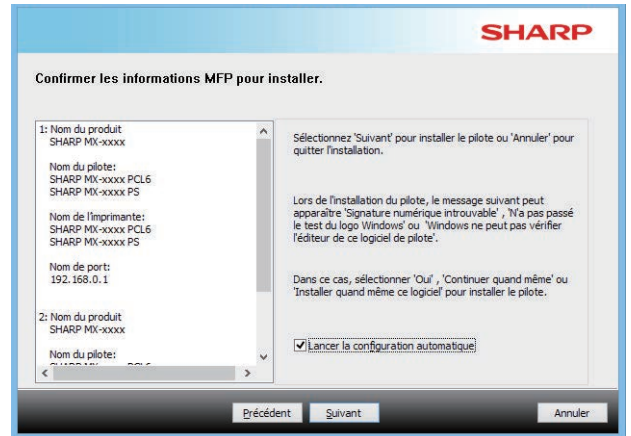 SHARP
Confirmer les informations MFP pour installer.
1: Nom du produit
SHARP MX-xxxx
Nom du pilote:
SHARP MX-xxxx PCL6
SHARP MX-xxxx PS
Nom de l'imprimante:
SHARP MX-xxxx PCL6
SHARP MX-xxxx PS
Nom de port:
192.168.0.1
2: Nom du produit
SHARP MX-xxxx
Nom du pilote:
Sélectionnez 'Suivant' pour installer le pilote ou 'Annuler' pour
quitter l'installation.
Lors de l'installation du pilote, le message suivant peut
apparaître 'Signature numérique introuvable' , 'N'a pas passé
le test du logo Windows' ou 'Windows ne peut pas vérifier
l'éditeur de ce logiciel de pilote'.
Dans ce cas, sélectionner 'Oui' , 'Continuer quand même' ou
'Installer quand même ce logiciel' pour installer le pilote.
Lancer la configuration automatique
Précédent Suivant Annuler